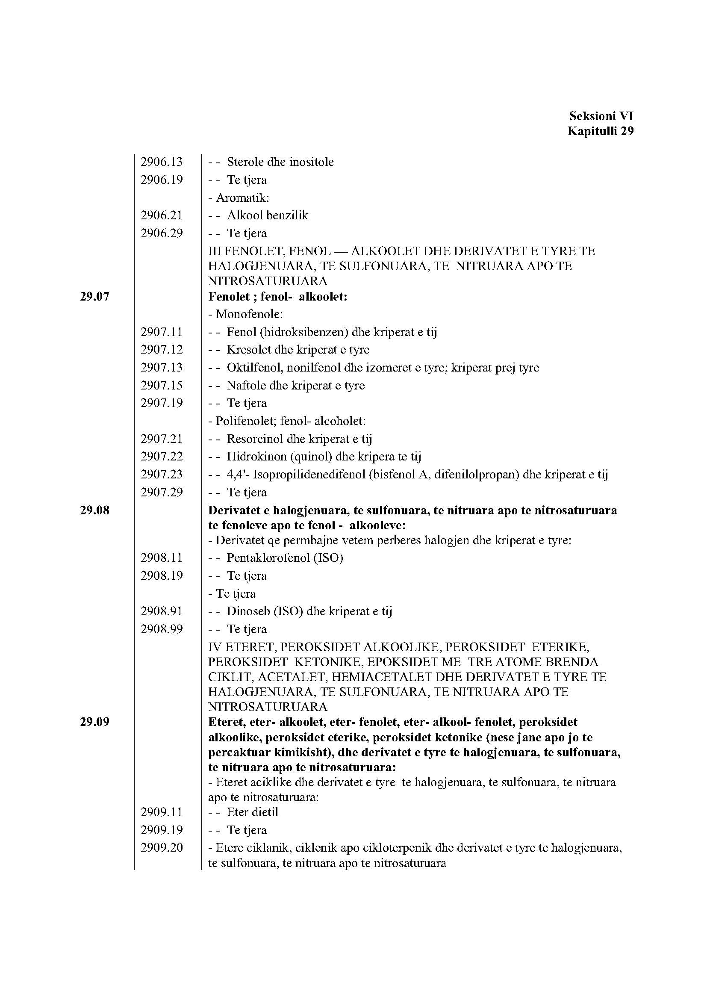 Seksioni VI
Kapitulli 29
2906.13 - -  Sterole dhe inositole
2906.19 - -  Te tjera
- Aromatik:
2906.21 - -  Alkool benzilik
2906.29 - -  Te tjera
III FENOLET, FENOL — ALKOOLET DHE DERIVATET E TYRE TE
HALOGJENUARA, TE SULFONUARA, TE  NITRUARA APO TE
NITROSATURUARA
29.07 Fenolet ; fenol-  alkoolet:
- Monofenole:
2907.11 - -  Fenol (hidroksibenzen) dhe kriperat e tij
2907.12 - -  Kresolet dhe kriperat e tyre
2907.13 - -  Oktilfenol, nonilfenol dhe izomeret e tyre; kriperat prej tyre
2907.15 - -  Naftole dhe kriperat e tyre
2907.19 - -  Te tjera
- Polifenolet; fenol- alcoholet:
2907.21 - -  Resorcinol dhe kriperat e tij
2907.22 - -  Hidrokinon (quinol) dhe kripera te tij
2907.23 - -  4,4'- Isopropilidenedifenol (bisfenol A, difenilolpropan) dhe kriperat e tij
2907.29 - -  Te tjera
29.08 Derivatet e halogjenuara, te sulfonuara, te nitruara apo te nitrosaturuara
te fenoleve apo te fenol -  alkooleve:
- Derivatet qe permbajne vetem perberes halogjen dhe kriperat e tyre:
2908.11 - -  Pentaklorofenol (ISO)
2908.19 - -  Te tjera
- Te tjera
2908.91 - -  Dinoseb (ISO) dhe kriperat e tij
2908.99 - -  Te tjera
IV ETERET, PEROKSIDET ALKOOLIKE, PEROKSIDET  ETERIKE,
PEROKSIDET  KETONIKE, EPOKSIDET ME  TRE ATOME BRENDA
CIKLIT, ACETALET, HEMIACETALET DHE DERIVATET E TYRE TE
HALOGJENUARA, TE SULFONUARA, TE NITRUARA APO TE
NITROSATURUARA
29.09 Eteret, eter- alkoolet, eter- fenolet, eter- alkool- fenolet, peroksidet
alkoolike, peroksidet eterike, peroksidet ketonike (nese jane apo jo te
percaktuar kimikisht), dhe derivatet e tyre te halogjenuara, te sulfonuara,
te nitruara apo te nitrosaturuara:
- Eteret aciklike dhe derivatet e tyre  te halogjenuara, te sulfonuara, te nitruara
apo te nitrosaturuara:
2909.11 - -  Eter dietil
2909.19 - -  Te tjera
2909.20 - Etere ciklanik, ciklenik apo cikloterpenik dhe derivatet e tyre te halogjenuara,
te sulfonuara, te nitruara apo te nitrosaturuara